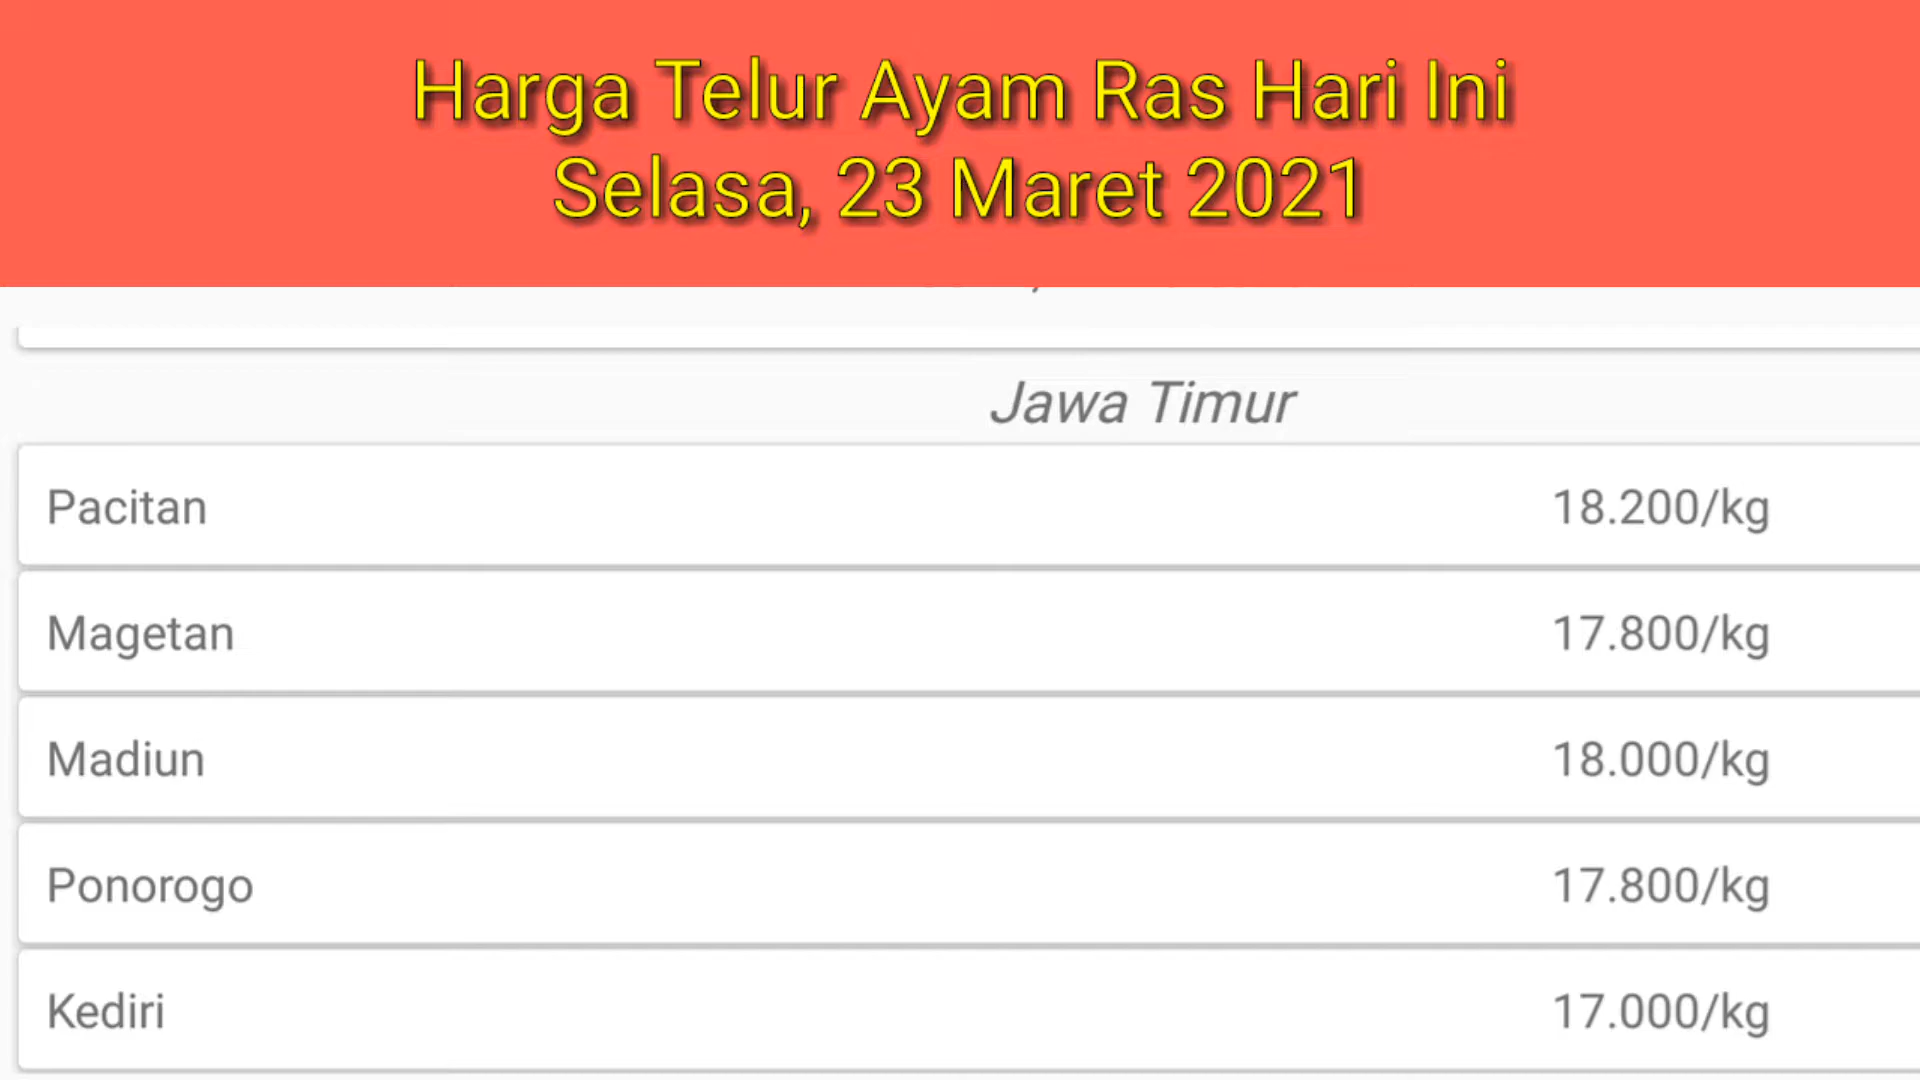 Harga Telur Ayam Ras Hari Ini
Selasa, 23 Maret 2021
Jawa Timur
Pacitan 18.200/kg
Magetan 17.800/kg
Madiun 18.000/kg
Ponorogo 17.800/kg
Kediri 17.000/kg